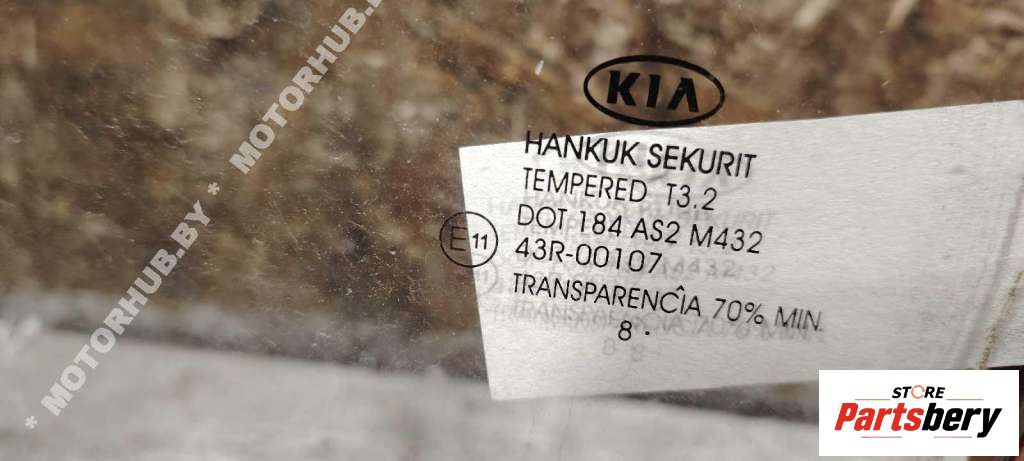 KIA
HANKUK SEKURIT
TEMPERED T3.2
DOT 184 AS2 M432
E 11
43R-00107
TRANSPARENCÎA 70% MIN.
8 .
* MOTORHUB.BY * MOTORHUB.BY
STORE
Partsbery